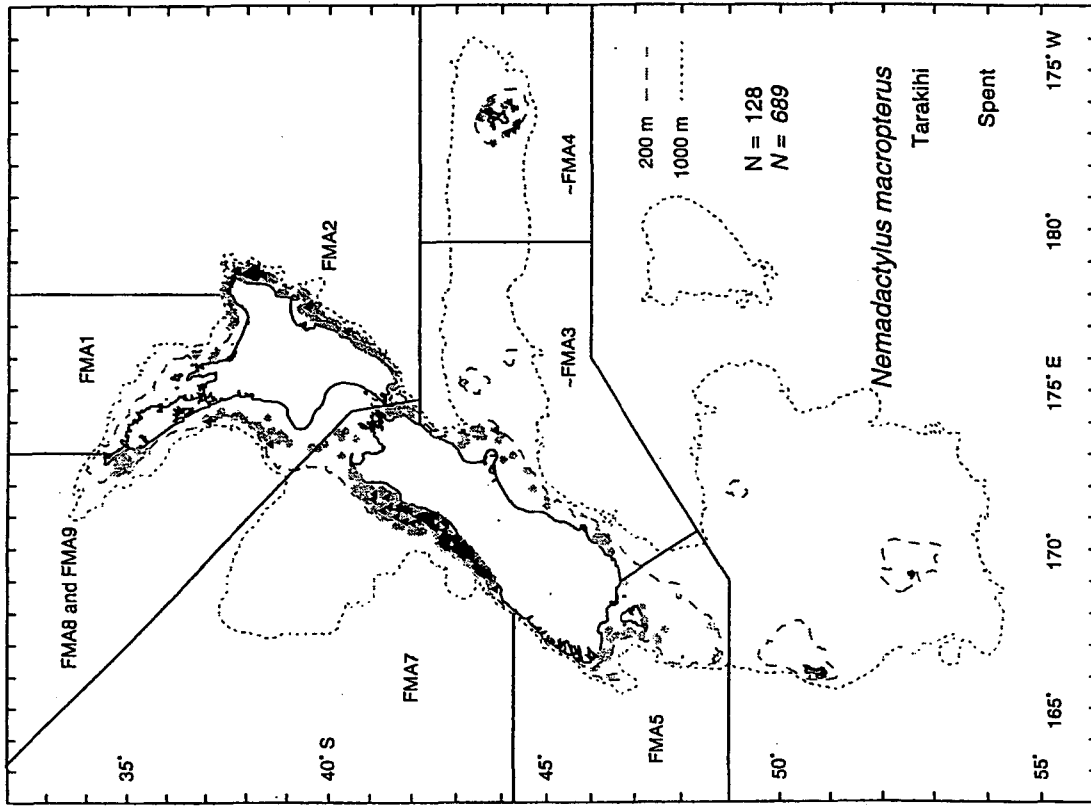 FMA8 and FMA9
FMA1
FMA2
FMA7
FMA5
~FMA3
~FMA4
35°
40° S
45°
50°
55°
165°
170°
175° E
180°
175° W
200 m
1000 m
N = 128
N = 689
Nemadactylus macropterus
Tarakihi
Spent